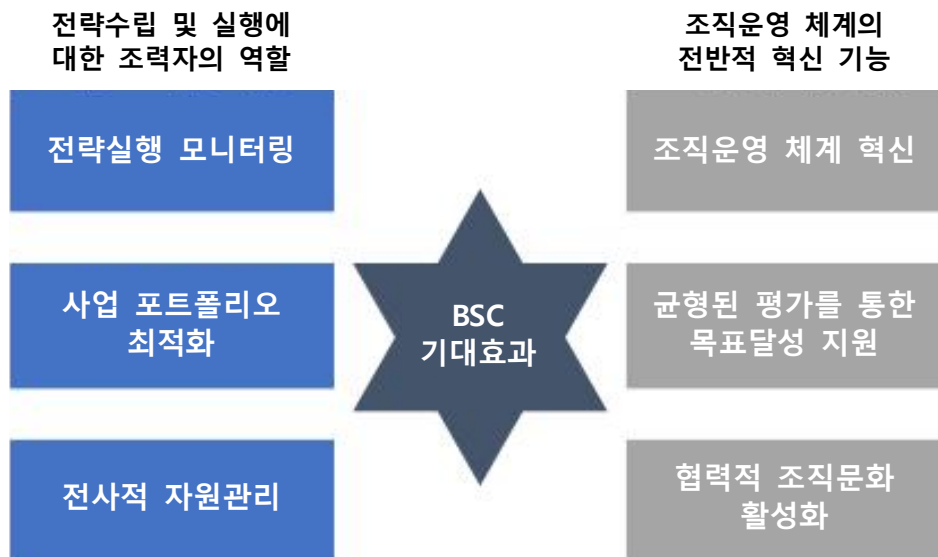 전략수립 및 실행에
대한 조력자의 역할
전략실행 모니터링
사업 포트폴리오
최적화
전사적 자원관리
BSC
기대효과
조직운영 체계의
전반적 혁신 기능
조직운영 체계 혁신
균형된 평가를 통한
목표달성 지원
협력적 조직문화
활성화